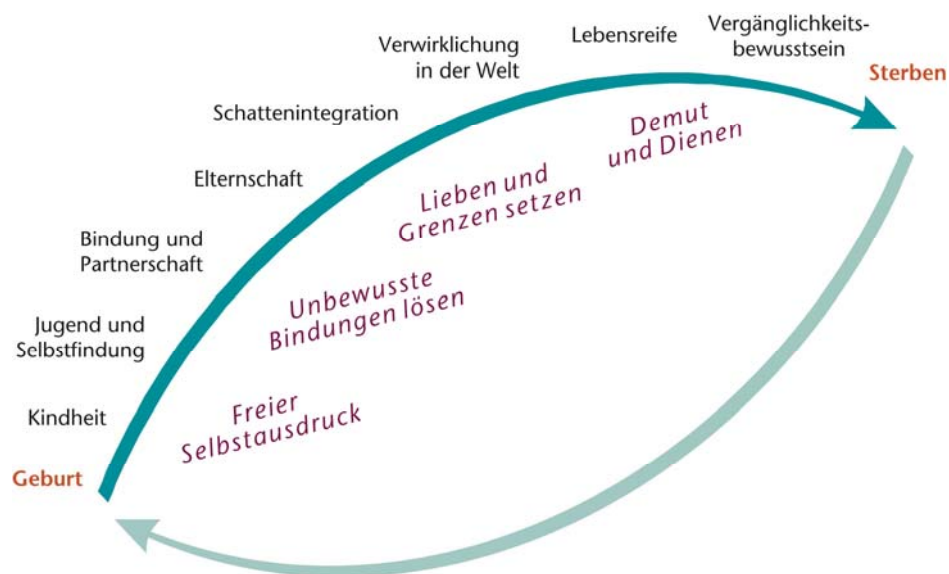 Verwirklichung
in der Welt
Lebensreife
Vergänglichkeits-
bewusstsein
Sterben
Schattenintegration
Demut
und Dienen
Elternschaft
Lieben und
Grenzen setzen
Bindung und
Partnerschaft
Unbewusste
Bindungen lösen
Jugend und
Selbstfindung
Kindheit
Freier
Selbstausdruck
Geburt